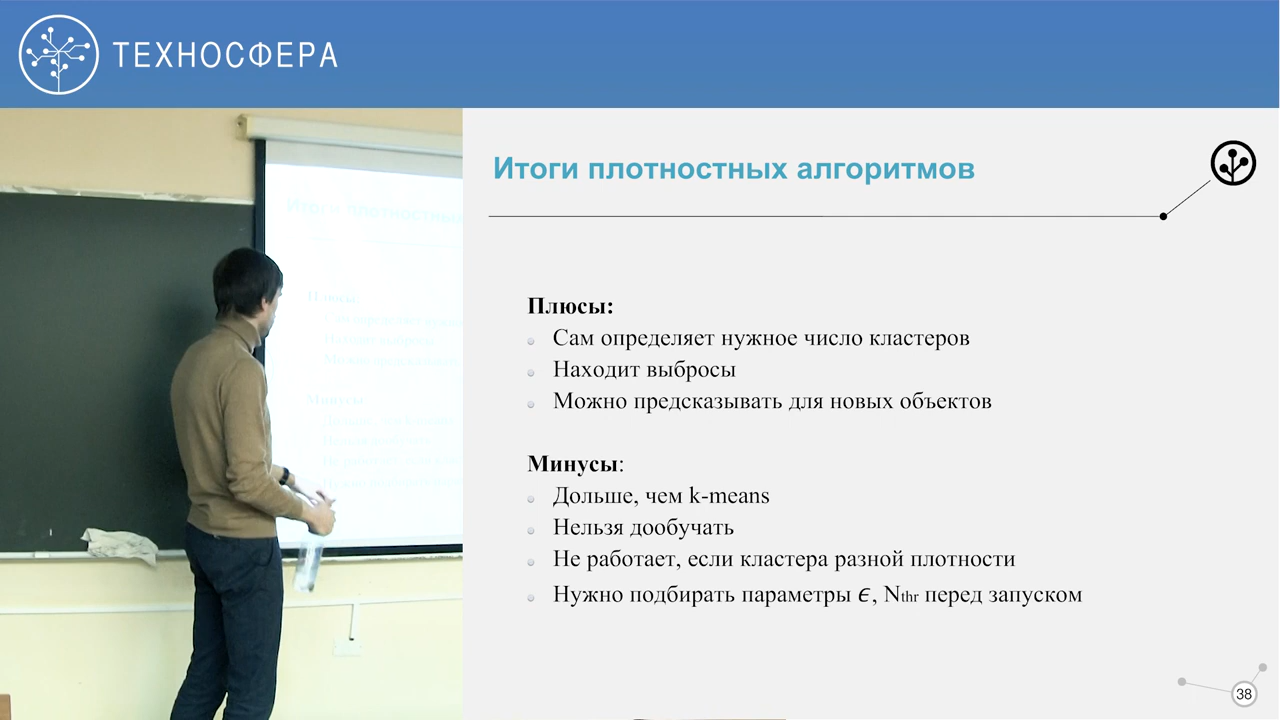 ТЕХНОСФЕРА
Итоги плотностных алгоритмов
Плюсы:
Сам определяет нужное число кластеров
Находит выбросы
Можно предсказывать для новых объектов
Минусы:
Дольше, чем k-means
Нельзя дообучать
Не работает, если кластера разной плотности
Нужно подбирать параметры ϵ, Nthr перед запуском
38